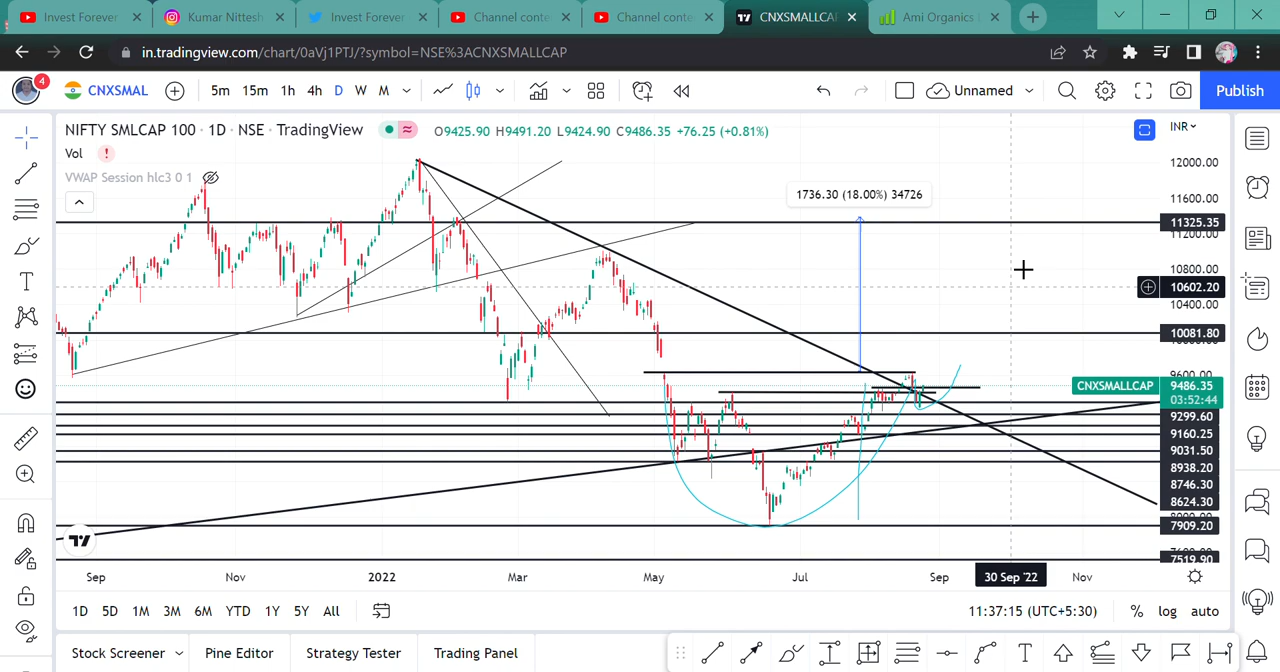 Invest Forever
Kumar Nittesh
Invest Forever
Channel conte
Channel conte
CNXSMALLCA
Ami Organics
in.tradingview.com/chart/0aVj1PTJ/?symbol=NSE%3ACNXSMALLCAP
4
CNXSMAL
5m 15m 1h 4h D W M
Unnamed
Publish
NIFTY SMLCAP 100 · 1D · NSE · TradingView
O9425.90 H9491.20 L9424.90 C9486.35 +76.25 (+0.81%)
INR
Vol !
VWAP Session hlc3 0 1
12000.00
1736.30 (18.00%) 34726
11600.00
11325.35
11200.00
10800.00
10602.20
10400.00
10081.80
9600.00
CNXSMALLCAP 9486.35
03:52:44
9299.60
9160.25
9031.50
8938.20
8746.30
8624.30
8000.00
7909.20
7519.90
Sep Nov 2022 Mar May Jul Sep 30 Sep '22 Nov
1D 5D 1M 3M 6M YTD 1Y 5Y All
11:37:15 (UTC+5:30) % log auto
Stock Screener Pine Editor Strategy Tester Trading Panel